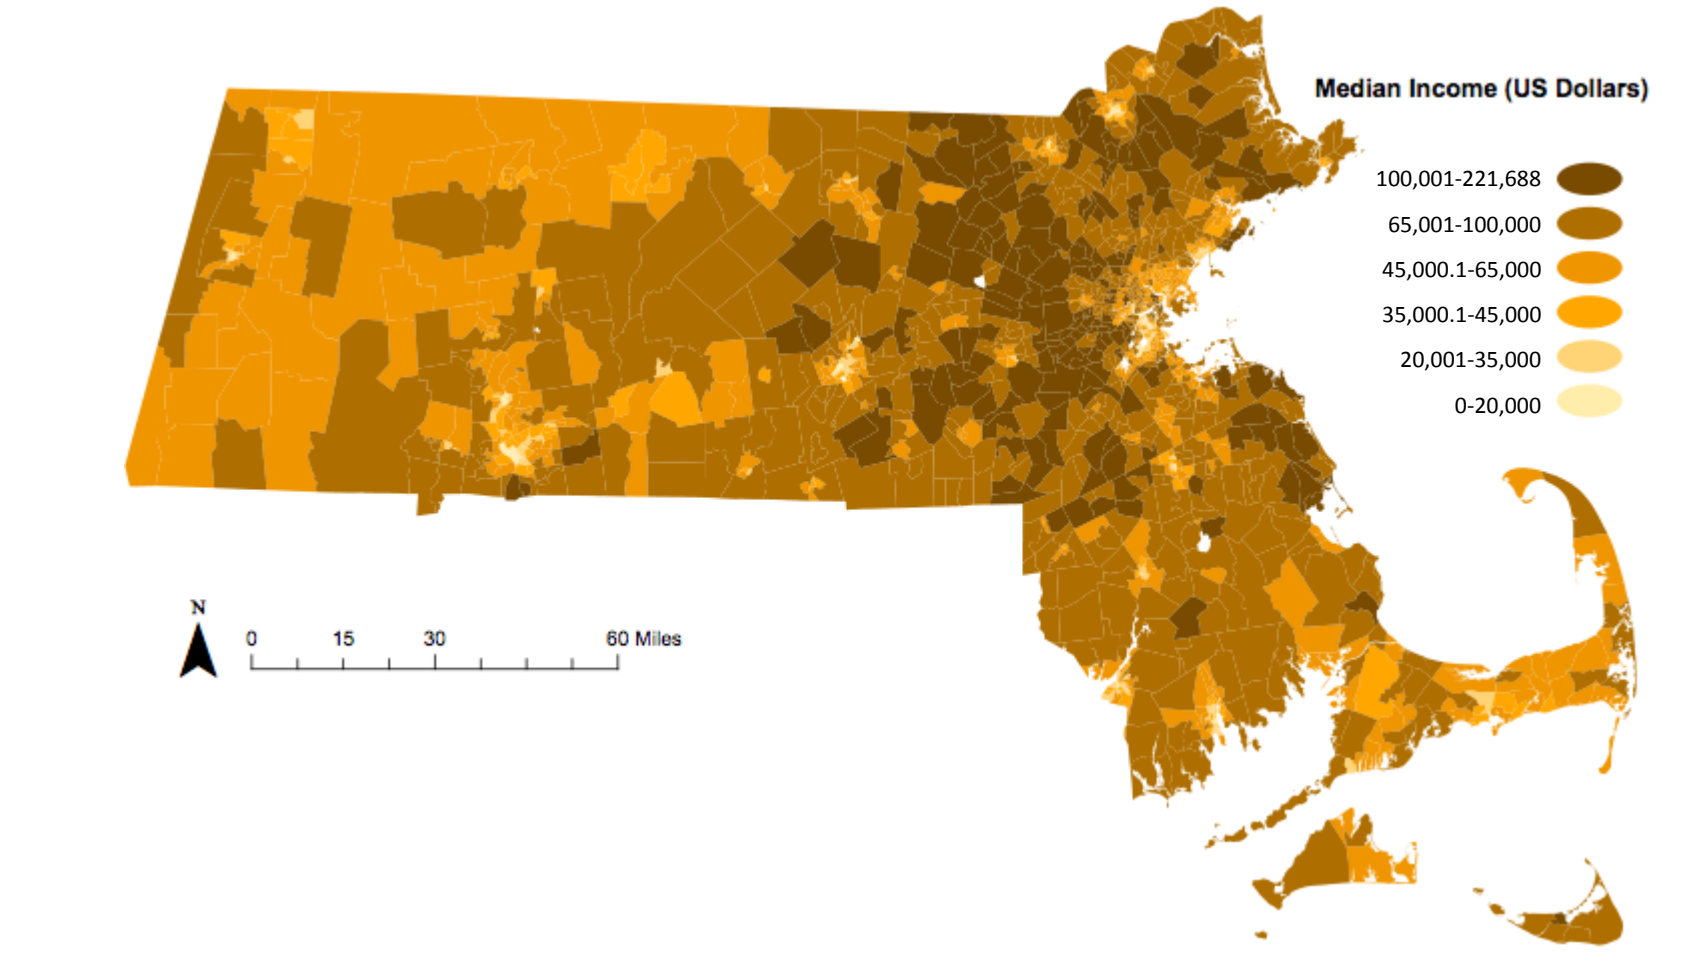 Median Income (US Dollars)
100,001-221,688
65,001-100,000
45,000.1-65,000
35,000.1-45,000
20,001-35,000
0-20,000
N
0 15 30 60 Miles